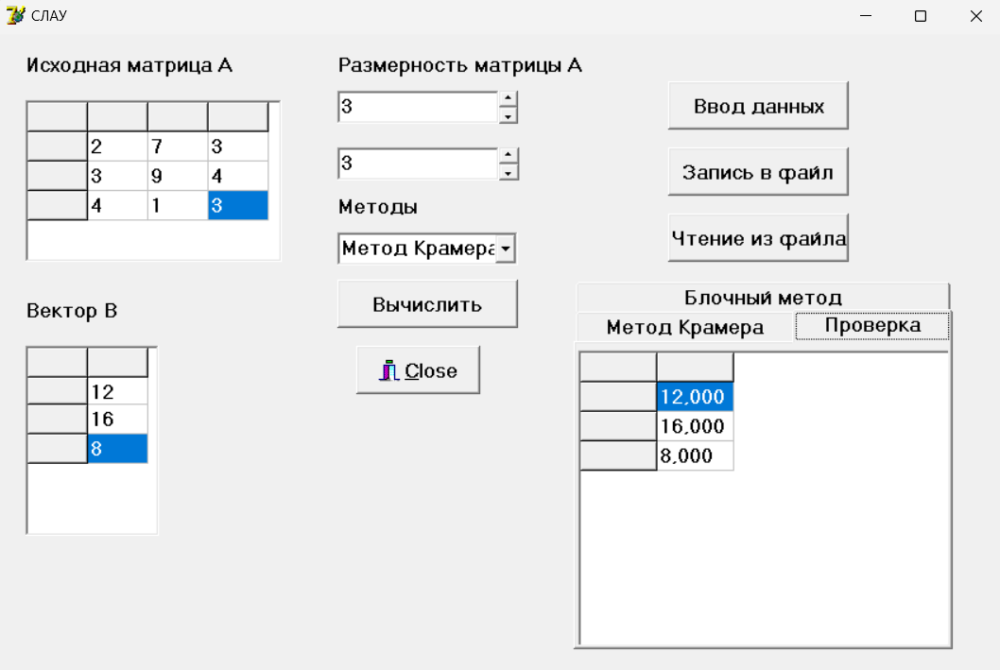 СЛАУ
Исходная матрица А
2 7 3
3 9 4
4 1 3
Вектор В
12
16
8
Размерность матрицы А
3
3
Методы
Метод Крамера
Вычислить
Close
Ввод данных
Запись в файл
Чтение из файла
Блочный метод
Метод Крамера
Проверка
12,000
16,000
8,000